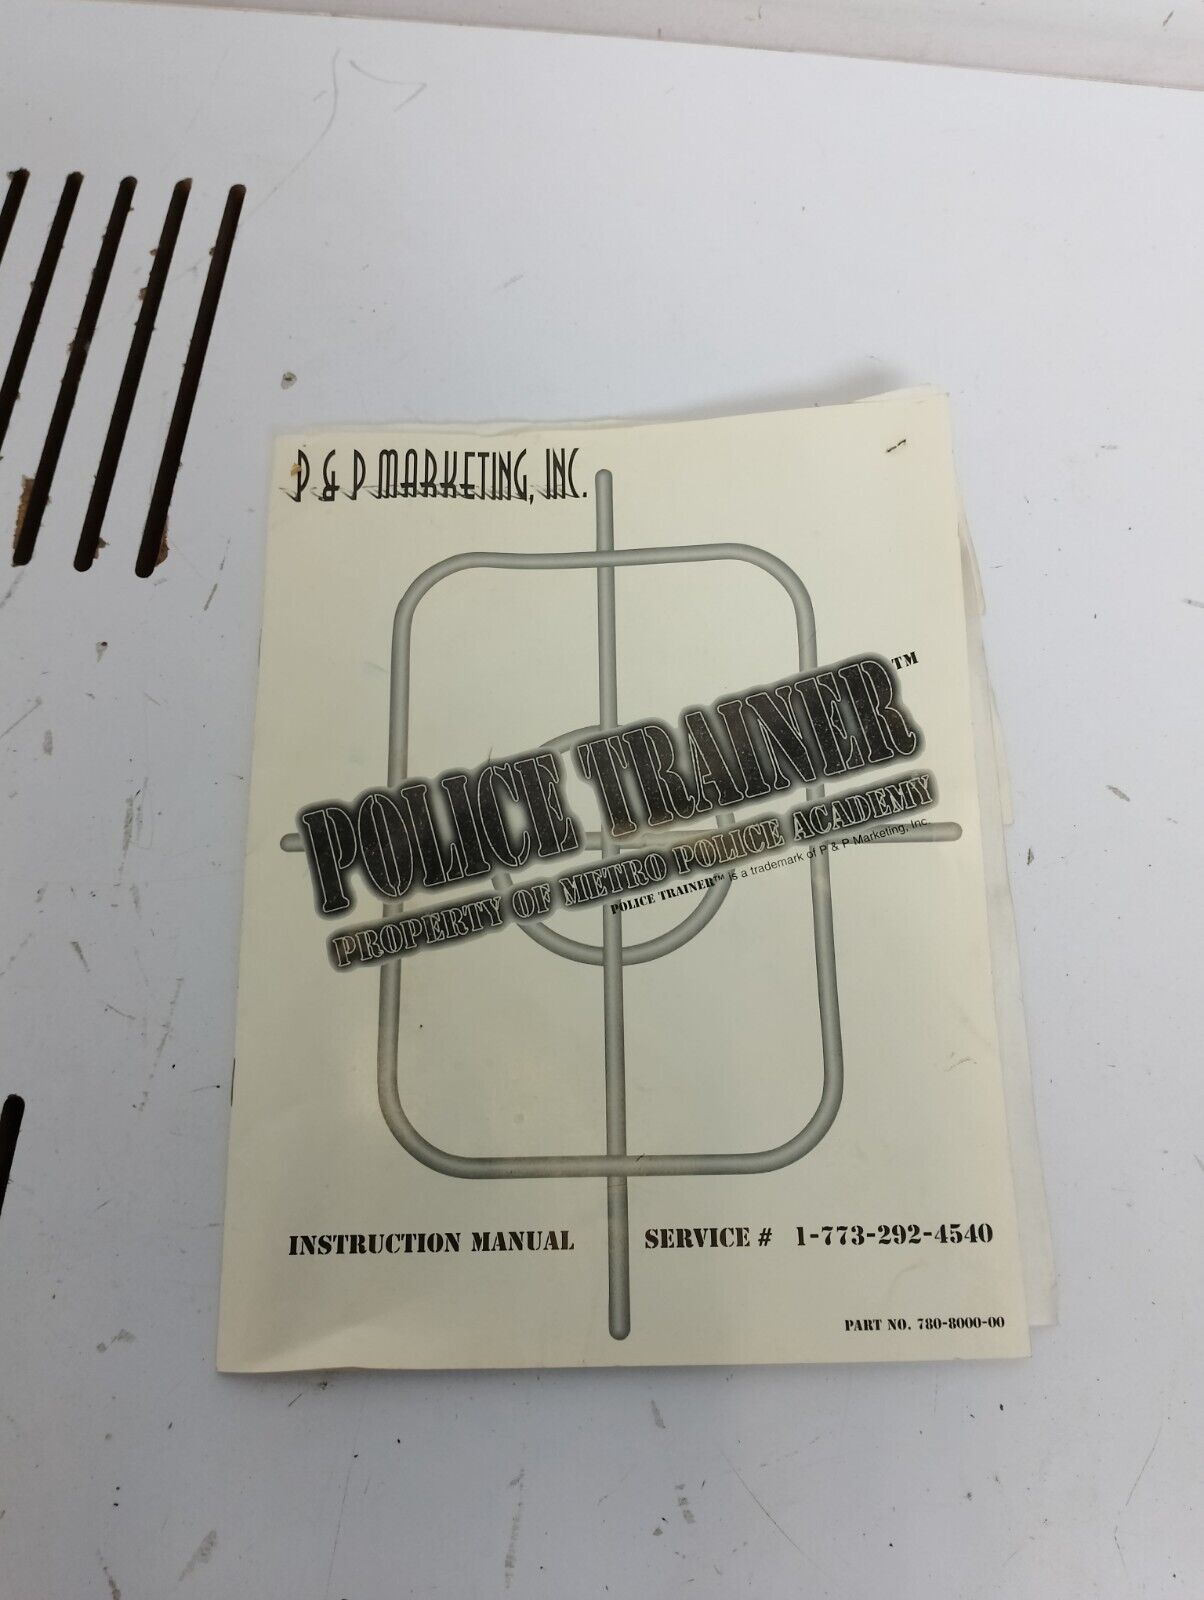 P & P MARKETING, INC.
POLICE TRAINER™
PROPERTY OF METRO POLICE ACADEMY
POLICE TRAINER™ is a trademark of P & P Marketing, Inc.
INSTRUCTION MANUAL
SERVICE # 1-773-292-4540
PART NO. 780-8000-00